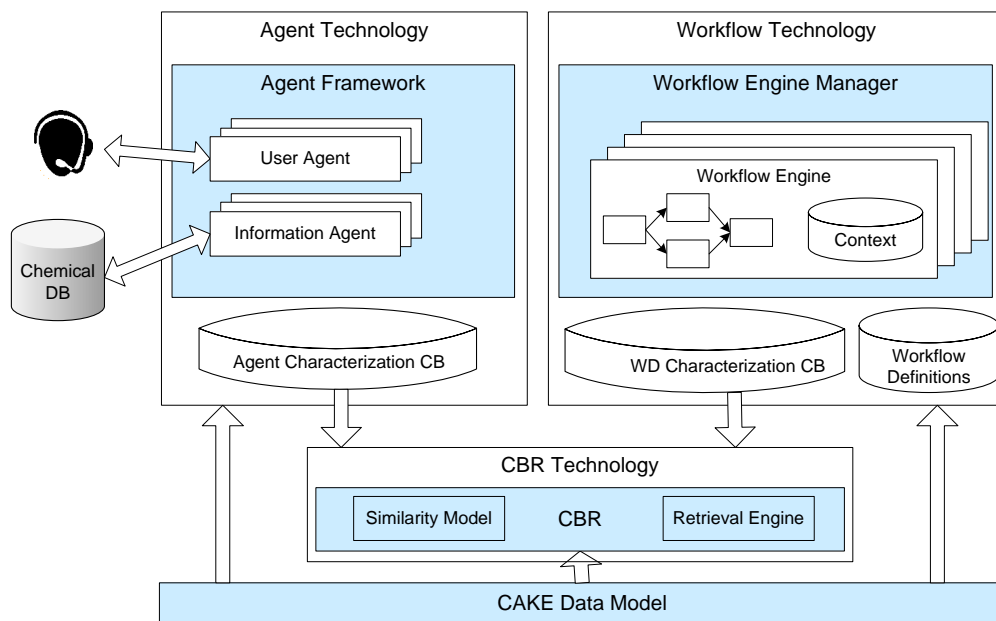 Agent Technology
Workflow Technology
Agent Framework
Workflow Engine Manager
User Agent
Workflow Engine
Information Agent
Context
Chemical
DB
Agent Characterization CB
WD Characterization CB
Workflow
Definitions
CBR Technology
Similarity Model
CBR
Retrieval Engine
CAKE Data Model